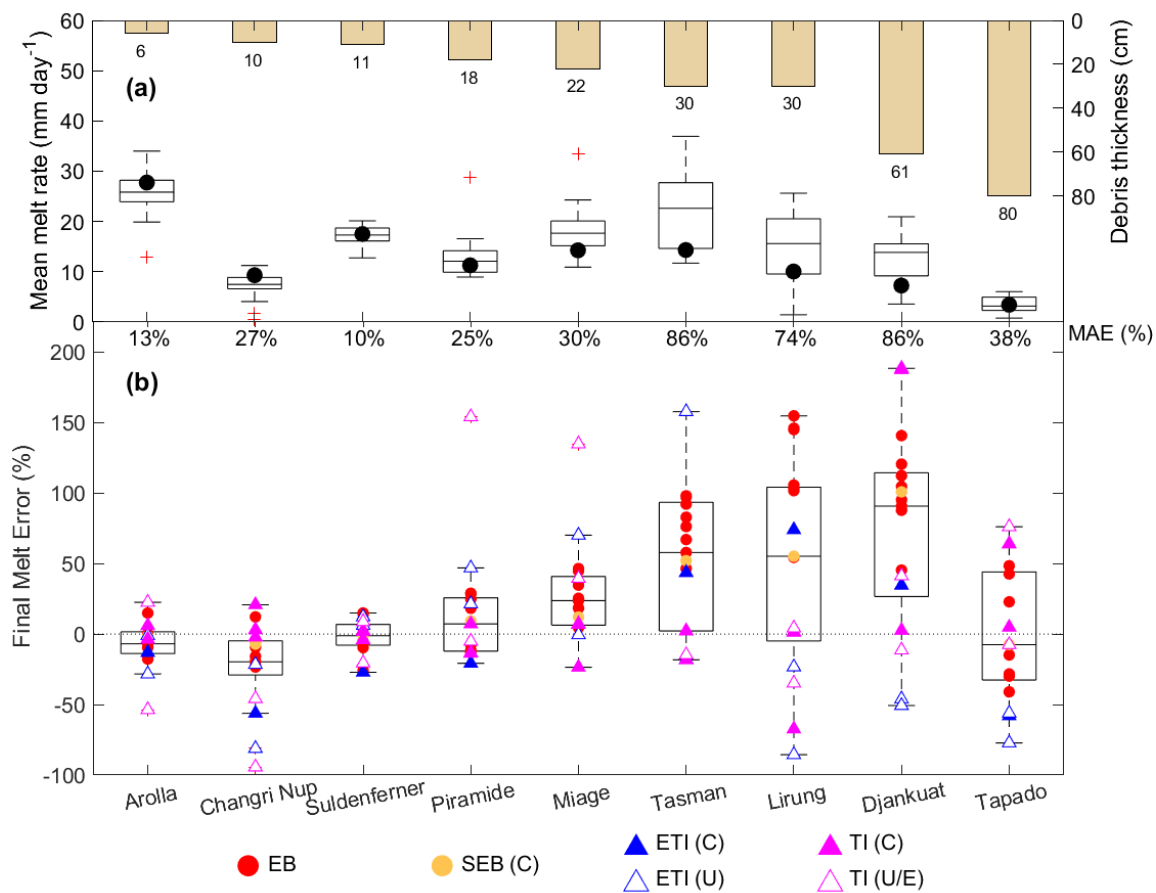 60
50
40
30
20
10
0
Mean melt rate (mm day⁻¹)
(a)
6
10
11
18
22
30
30
61
80
0
20
40
60
80
Debris thickness (cm)
13%
27%
10%
25%
30%
86%
74%
86%
38%
MAE (%)
200
150
100
50
0
-50
-100
Final Melt Error (%)
(b)
Arolla
Changri Nup
Suldenferner
Piramide
Miage
Tasman
Lirung
Djankuat
Tapado
EB
SEB (C)
ETI (C)
TI (C)
ETI (U)
TI (U/E)